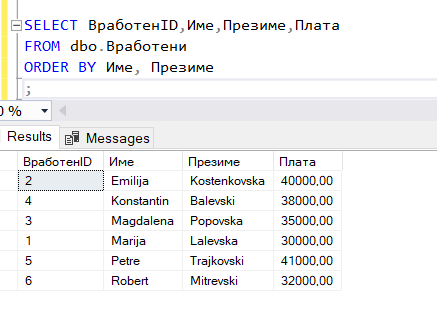 SELECT ВработенID,Име,Презиме,Плата
FROM dbo.Вработени
ORDER BY Име, Презиме
;
0 %
Results Messages
ВработенID Име Презиме Плата
2 Emilija Kostenkovska 40000,00
4 Konstantin Balevski 38000,00
3 Magdalena Popovska 35000,00
1 Marija Lalevska 30000,00
5 Petre Trajkovski 41000,00
6 Robert Mitrevski 32000,00